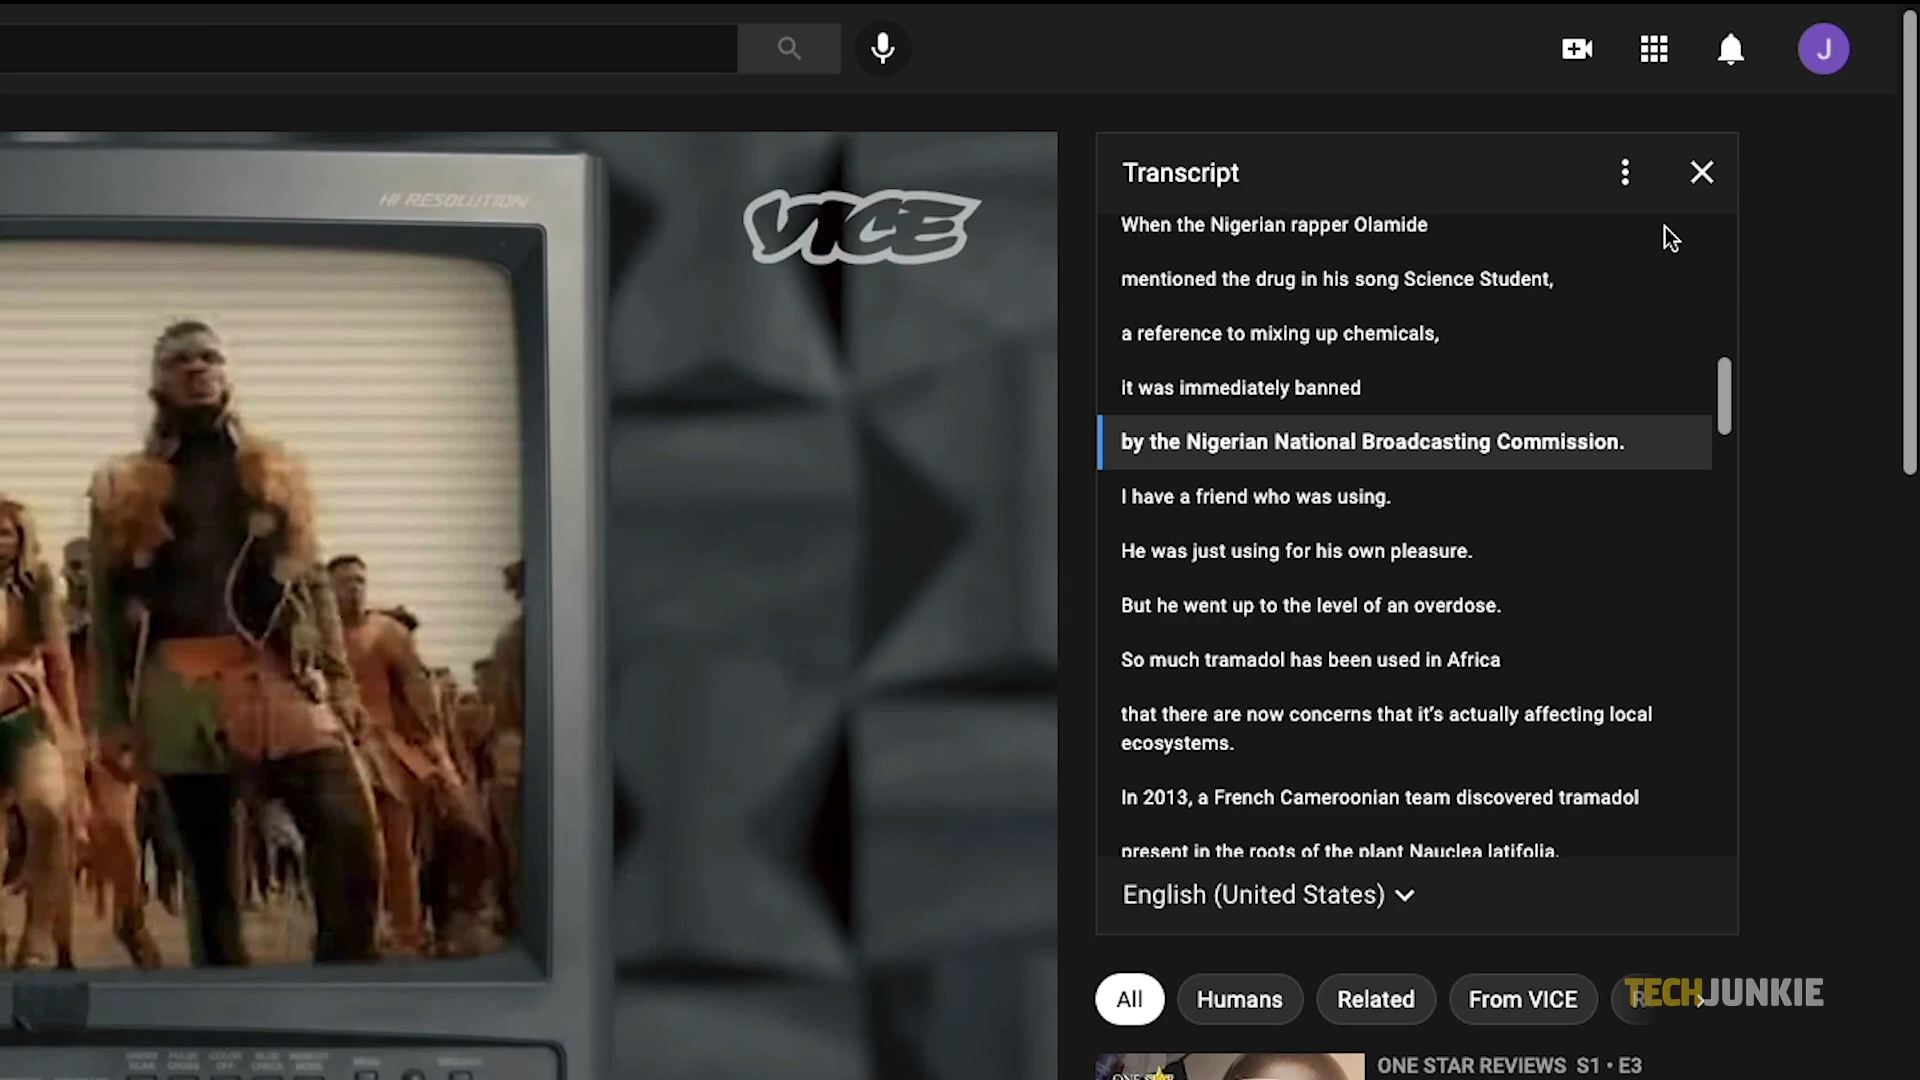 J
HI RESOLUTION
VICE
Transcript
When the Nigerian rapper Olamide
mentioned the drug in his song Science Student,
a reference to mixing up chemicals,
it was immediately banned
by the Nigerian National Broadcasting Commission.
I have a friend who was using.
He was just using for his own pleasure.
But he went up to the level of an overdose.
So much tramadol has been used in Africa
that there are now concerns that it's actually affecting local
ecosystems.
In 2013, a French Cameroonian team discovered tramadol
present in the roots of the plant Nauclea latifolia.
English (United States)
All Humans Related From VICE
TECHJUNKIE
ONE STAR REVIEWS S1 • E3